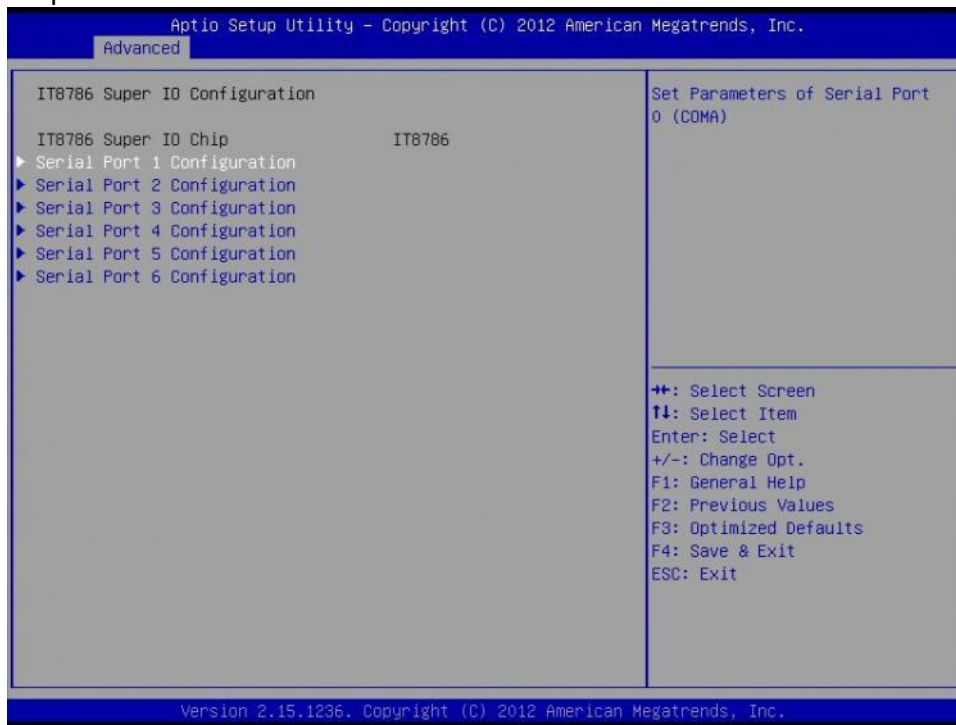 Aptio Setup Utility – Copyright (C) 2012 American Megatrends, Inc.
Advanced
IT8786 Super IO Configuration
IT8786 Super IO Chip IT8786
▶ Serial Port 1 Configuration
▶ Serial Port 2 Configuration
▶ Serial Port 3 Configuration
▶ Serial Port 4 Configuration
▶ Serial Port 5 Configuration
▶ Serial Port 6 Configuration
Set Parameters of Serial Port
0 (COMA)
→←: Select Screen
↑↓: Select Item
Enter: Select
+/-: Change Opt.
F1: General Help
F2: Previous Values
F3: Optimized Defaults
F4: Save & Exit
ESC: Exit
Version 2.15.1236. Copyright (C) 2012 American Megatrends, Inc.